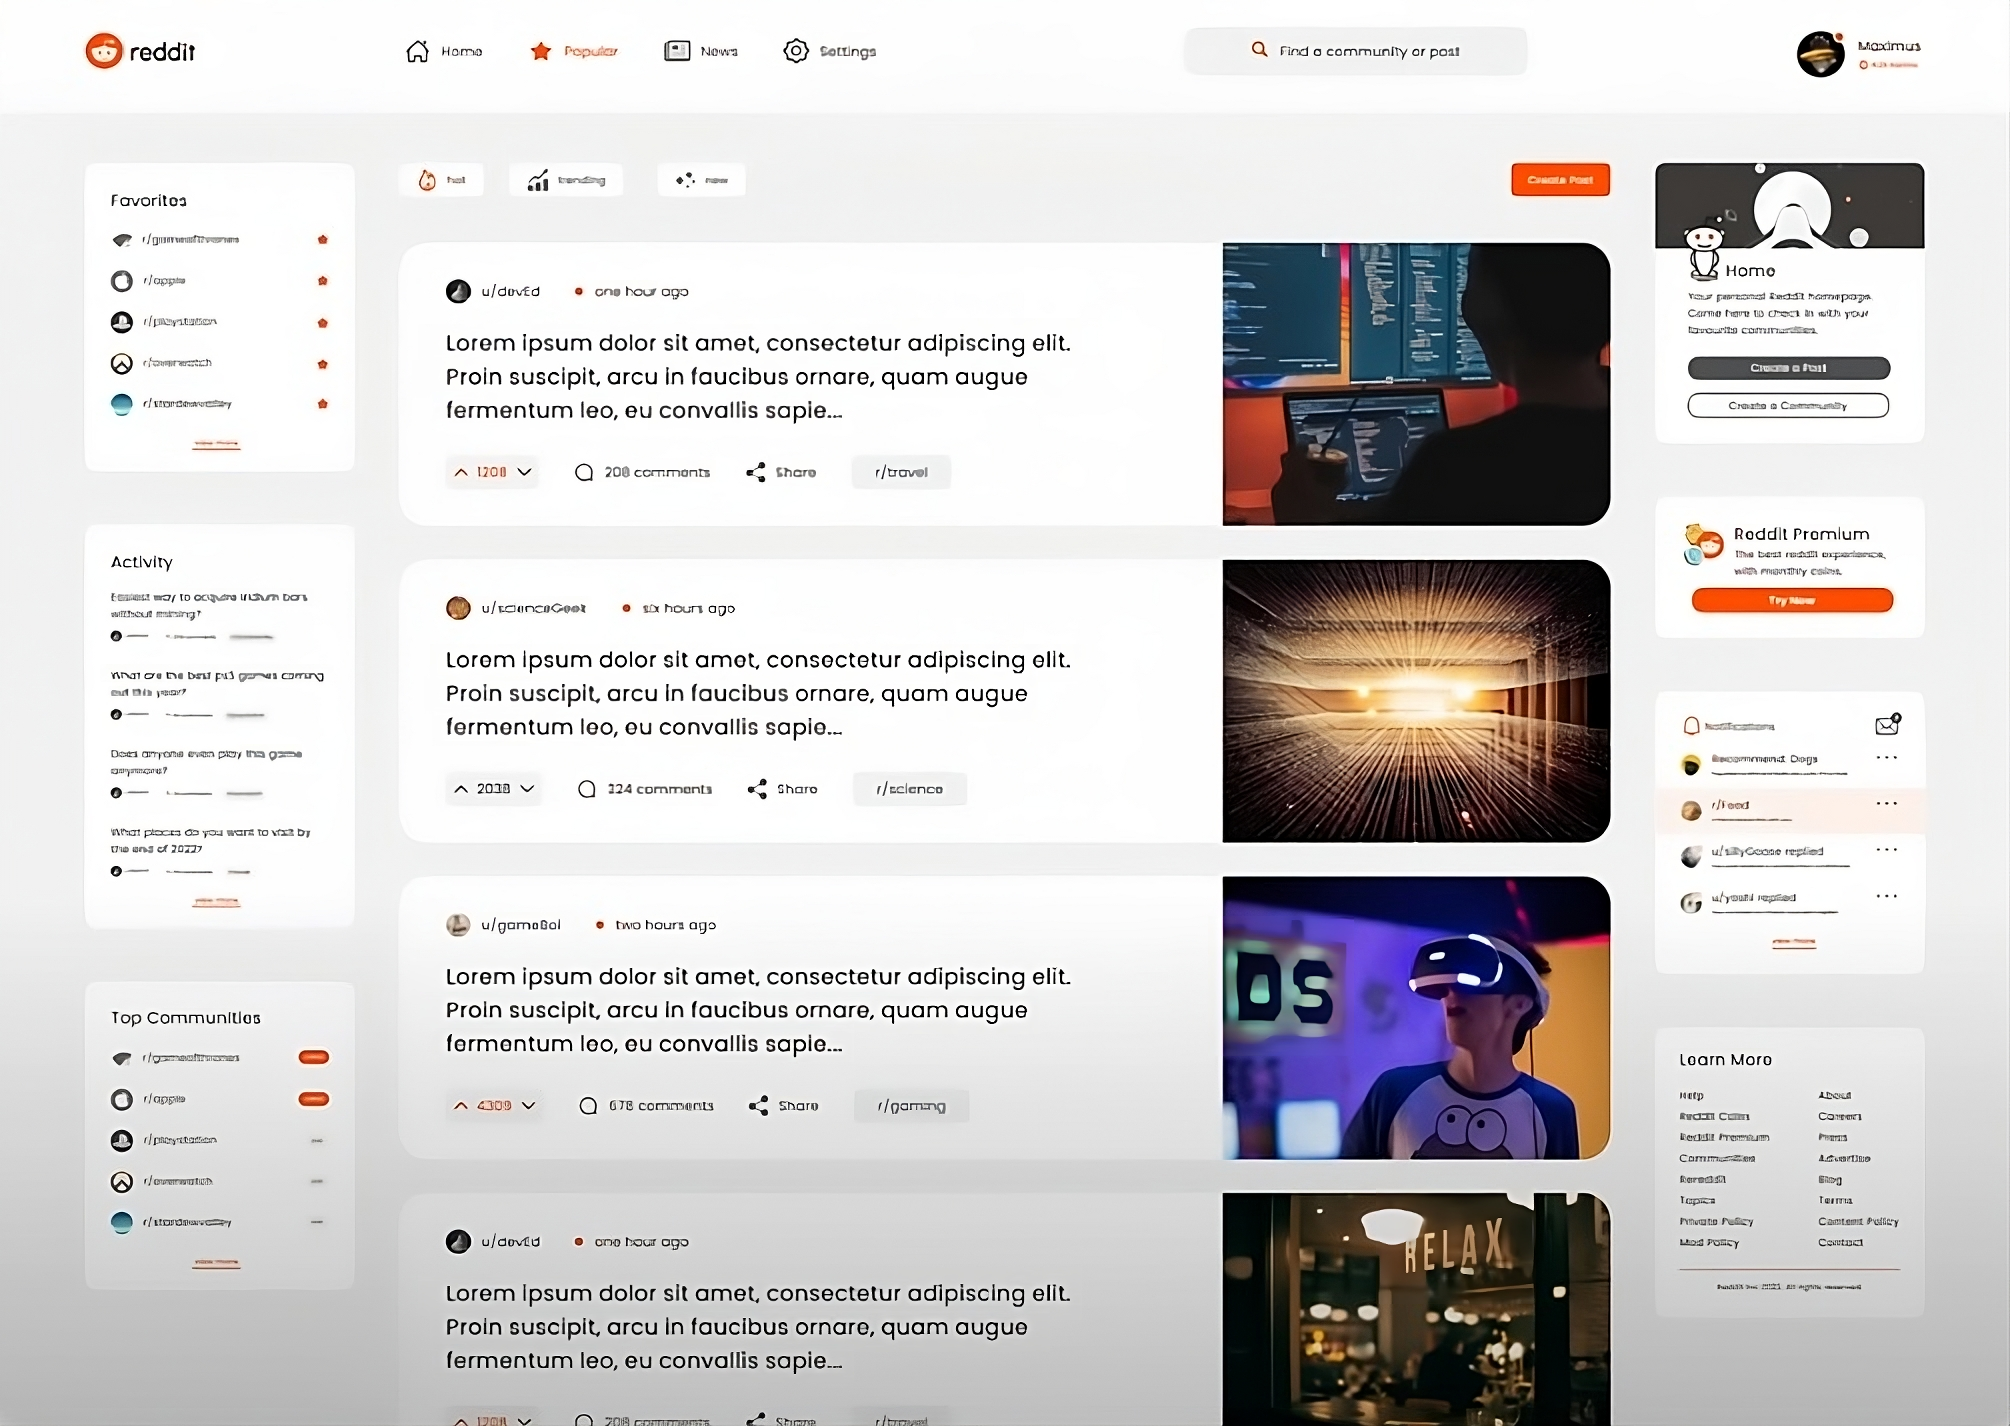 reddit
Home
Popular
News
Settings
Find a community or post
Maximus
Favorites
r/apple
r/playstation
r/overwatch
Activity
Easiest way to acquire iridium bars
without mining?
What are the best ps5 games coming
out this year?
Does anyone even play this game
anymore?
What places do you want to visit by
the end of 2022?
Top Communities
r/apple
r/playstation
r/overwatch
hot
trending
new
Create Post
u/devEd
one hour ago
Lorem ipsum dolor sit amet, consectetur adipiscing elit.
Proin suscipit, arcu in faucibus ornare, quam augue
fermentum leo, eu convallis sapie...
1208
208 comments
Share
r/travel
u/scienceGeek
six hours ago
Lorem ipsum dolor sit amet, consectetur adipiscing elit.
Proin suscipit, arcu in faucibus ornare, quam augue
fermentum leo, eu convallis sapie...
2038
324 comments
Share
r/science
u/gameBoi
two hours ago
Lorem ipsum dolor sit amet, consectetur adipiscing elit.
Proin suscipit, arcu in faucibus ornare, quam augue
fermentum leo, eu convallis sapie...
4309
678 comments
Share
r/gaming
DS
u/devEd
one hour ago
Lorem ipsum dolor sit amet, consectetur adipiscing elit.
Proin suscipit, arcu in faucibus ornare, quam augue
fermentum leo, eu convallis sapie...
1208
208 comments
Share
r/travel
RELAX
Home
Your personal Reddit homepage.
Come here to check in with your
favourite communities.
Create a Post
Create a Community
Reddit Premium
The best reddit experience,
with monthly coins.
Try Now
Notifications
Recommend Dogs
r/Food
u/sillyGoose replied
replied
Learn More
Help
About
Reddit Coins
Careers
Reddit Premium
Press
Communities
Advertise
Rereddit
Blog
Topics
Terms
Private Policy
Content Policy
Mod Policy
Contact